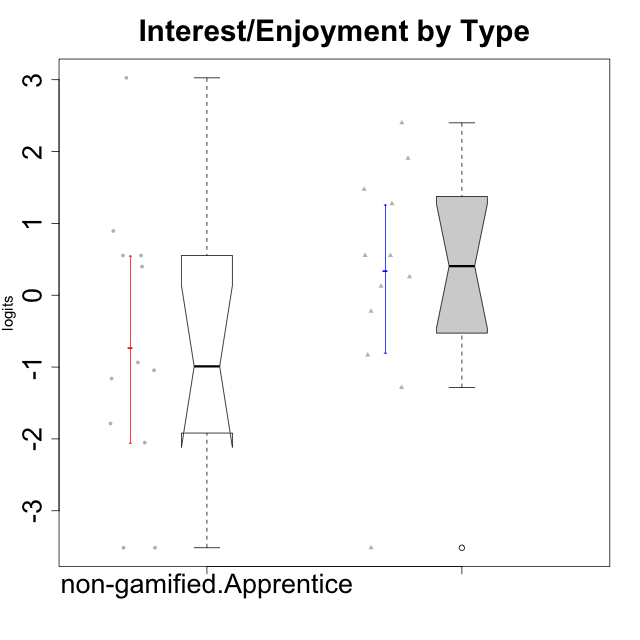 Interest/Enjoyment by Type
3
2
1
0
-1
-2
-3
logits
non-gamified.Apprentice